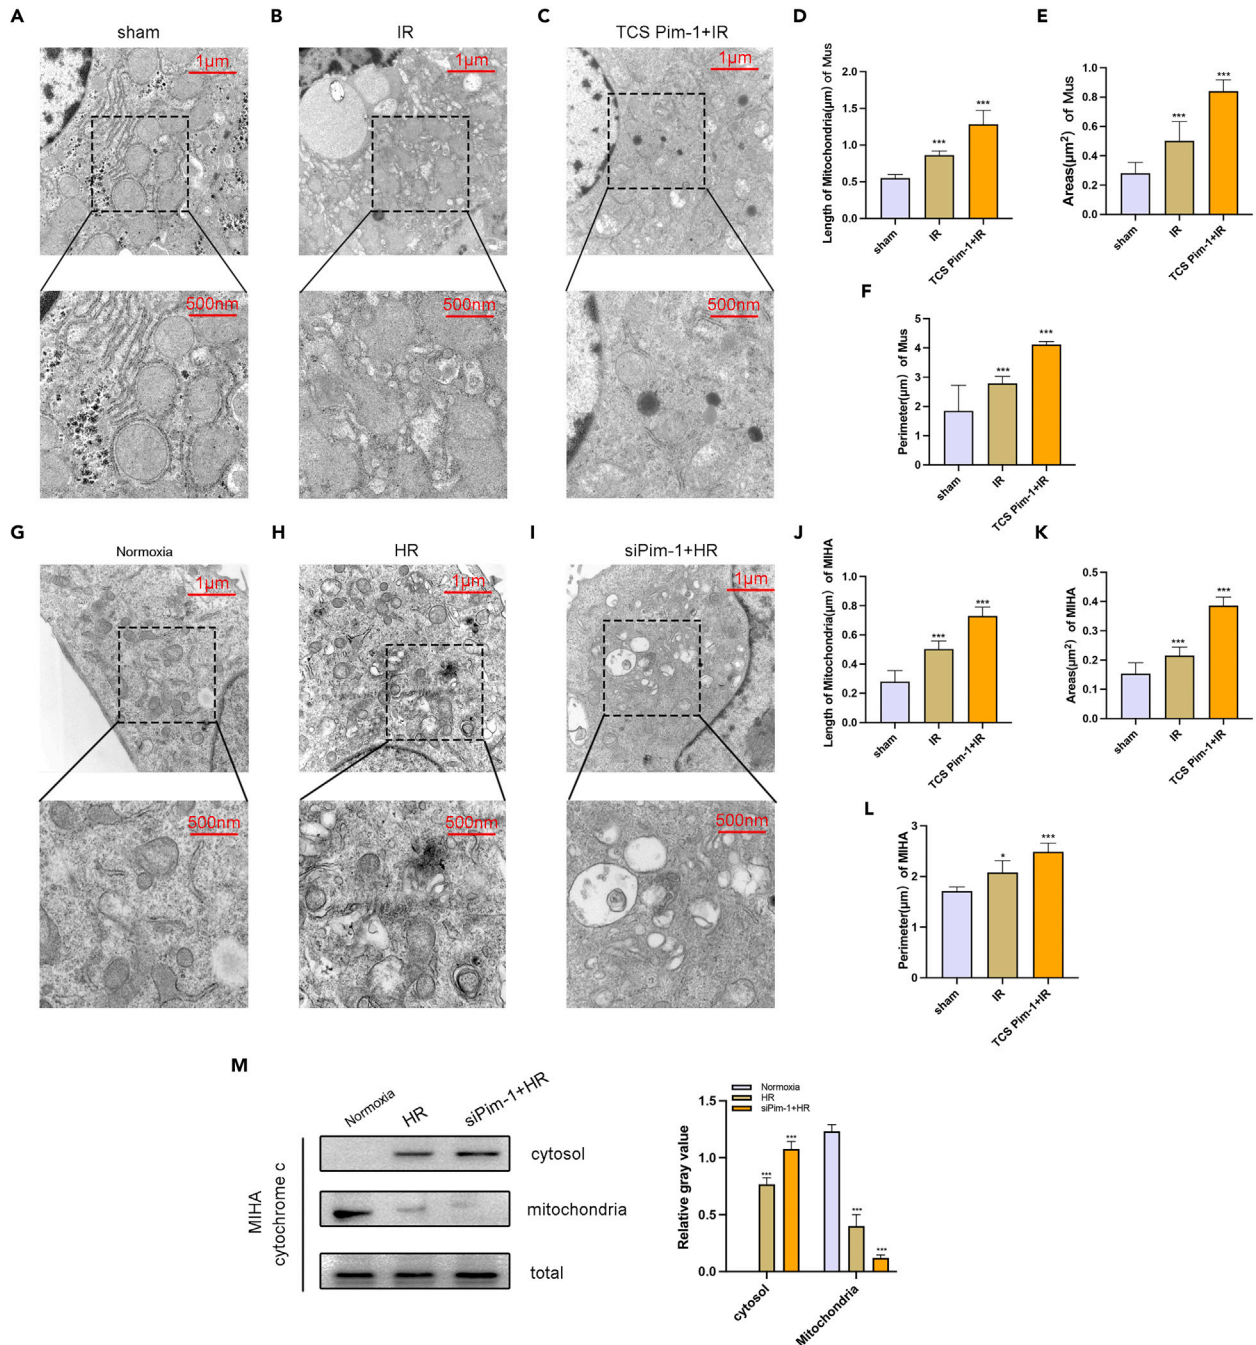 A
sham
1μm
500nm
B
IR
1μm
500nm
C
TCS Pim-1+IR
1μm
500nm
D
Length of Mitochondria(μm) of Mus
2.0
1.5
1.0
0.5
0.0
***
***
sham
IR
TCS Pim-1+IR
E
Areas(μm²) of Mus
1.0
0.8
0.6
0.4
0.2
0.0
***
***
sham
IR
TCS Pim-1+IR
F
Perimeter(μm) of Mus
5
4
3
2
1
0
***
***
sham
IR
TCS Pim-1+IR
G
Normoxia
1μm
500nm
H
HR
1μm
500nm
I
siPim-1+HR
1μm
500nm
J
Length of Mitochondria(μm) of MIHA
1.0
0.8
0.6
0.4
0.2
0.0
***
***
sham
IR
TCS Pim-1+IR
K
Areas(μm²) of MIHA
0.5
0.4
0.3
0.2
0.1
0.0
***
***
sham
IR
TCS Pim-1+IR
L
Perimeter(μm) of MIHA
3
2
1
0
*
***
sham
IR
TCS Pim-1+IR
M
Normoxia
HR
siPim-1+HR
MIHA
cytochrome c
cytosol
mitochondria
total
Normoxia
HR
siPim-1+HR
Relative gray value
1.5
1.0
0.5
0.0
***
***
***
***
cytosol
Mitochondria